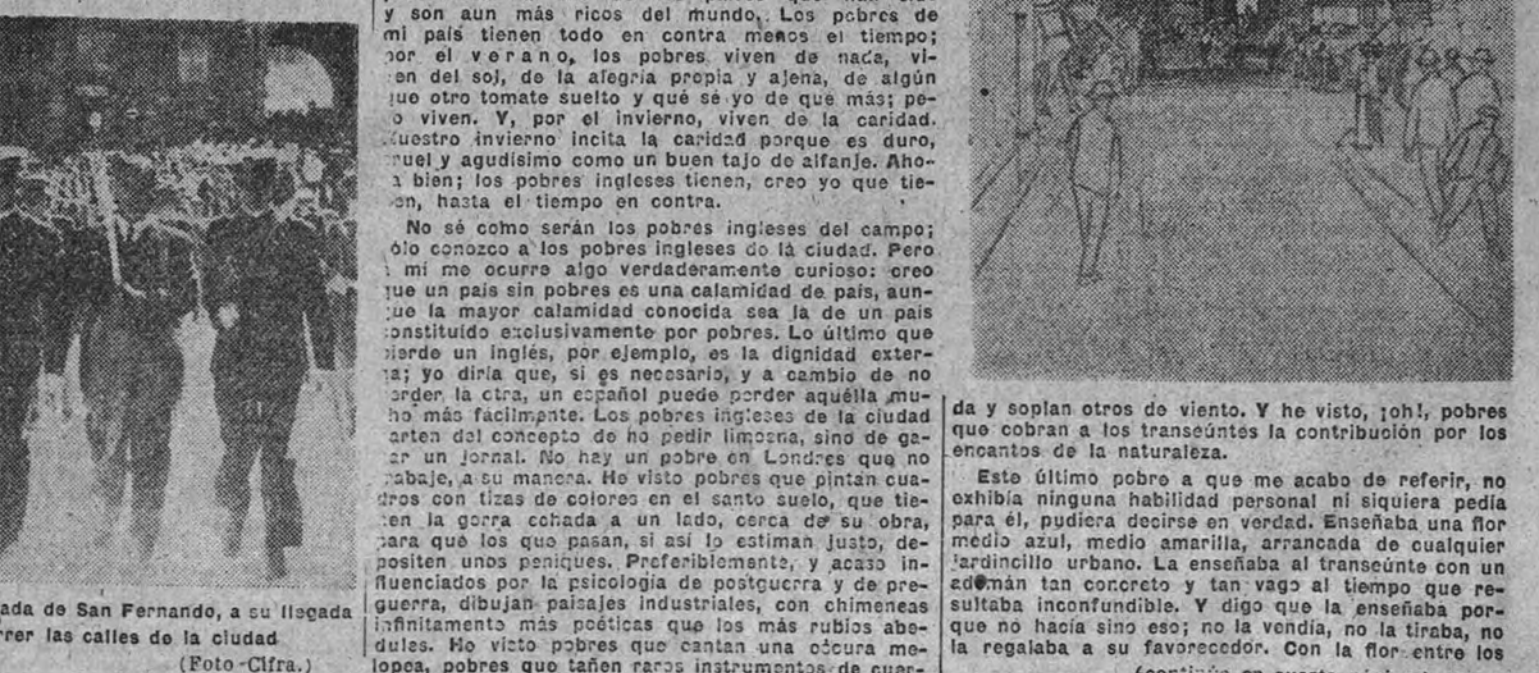 y son aun más ricos del mundo. Los pobres de
mi país tienen todo en contra menos el tiempo;
por el verano, los pobres viven de nada, vi-
en del sol, de la alegría propia y ajena, de algún
que otro tomate suelto y qué sé yo de que más; pe-
o viven. Y, por el invierno, viven de la caridad.
uestro invierno incita la caridad porque es duro,
ruel y agudísimo como un buen tajo de alfanje. Aho-
a bien; los pobres ingleses tienen, creo yo que tie-
en, hasta el tiempo en contra.
No sé como serán los pobres ingleses del campo;
ólo conozco a los pobres ingleses de la ciudad. Pero
mí me ocurre algo verdaderamente curioso: creo
que un país sin pobres es una calamidad de país, aun-
ue la mayor calamidad conocida sea la de un país
onstituído exclusivamente por pobres. Lo último que
ierde un inglés, por ejemplo, es la dignidad exter-
a; yo diría que, si es necesario, y a cambio de no
erder la otra, un español puede perder aquélla mu-
ho más fácilmente. Los pobres ingleses de la ciudad
arten del concepto de no pedir limosna, sino de ga-
ar un jornal. No hay un pobre en Londres que no
rabaje, a su manera. He visto pobres que pintan cua-
dros con tizas de colores en el santo suelo, que tie-
en la gorra echada a un lado, cerca de su obra,
para que los que pasan, si así lo estiman justo, de-
positen unos peniques. Preferiblemente, y acaso in-
fluenciados por la psicología de postguerra y de pre-
guerra, dibujan paisajes industriales, con chimeneas
infinitamente más poéticas que los más rubios abe-
dules. He visto pobres que cantan una oscura me-
lopea, pobres que tañen raros instrumentos de cuer-
da y soplan otros de viento. Y he visto, ¡oh!, pobres
que cobran a los transeúntes la contribución por los
encantos de la naturaleza.
Este último pobre a que me acabo de referir, no
exhibía ninguna habilidad personal ni siquiera pedía
para él, pudiera decirse en verdad. Enseñaba una flor
medio azul, medio amarilla, arrancada de cualquier
jardincillo urbano. La enseñaba al transeúnte con un
ademán tan concreto y tan vago al tiempo que re-
sultaba inconfundible. Y digo que la enseñaba por-
que no hacía sino eso; no la vendía, no la tiraba, no
la regalaba a su favorecedor. Con la flor entre los
ada de San Fernando, a su llegada
rrer las calles de la ciudad
(Foto Cifra.)